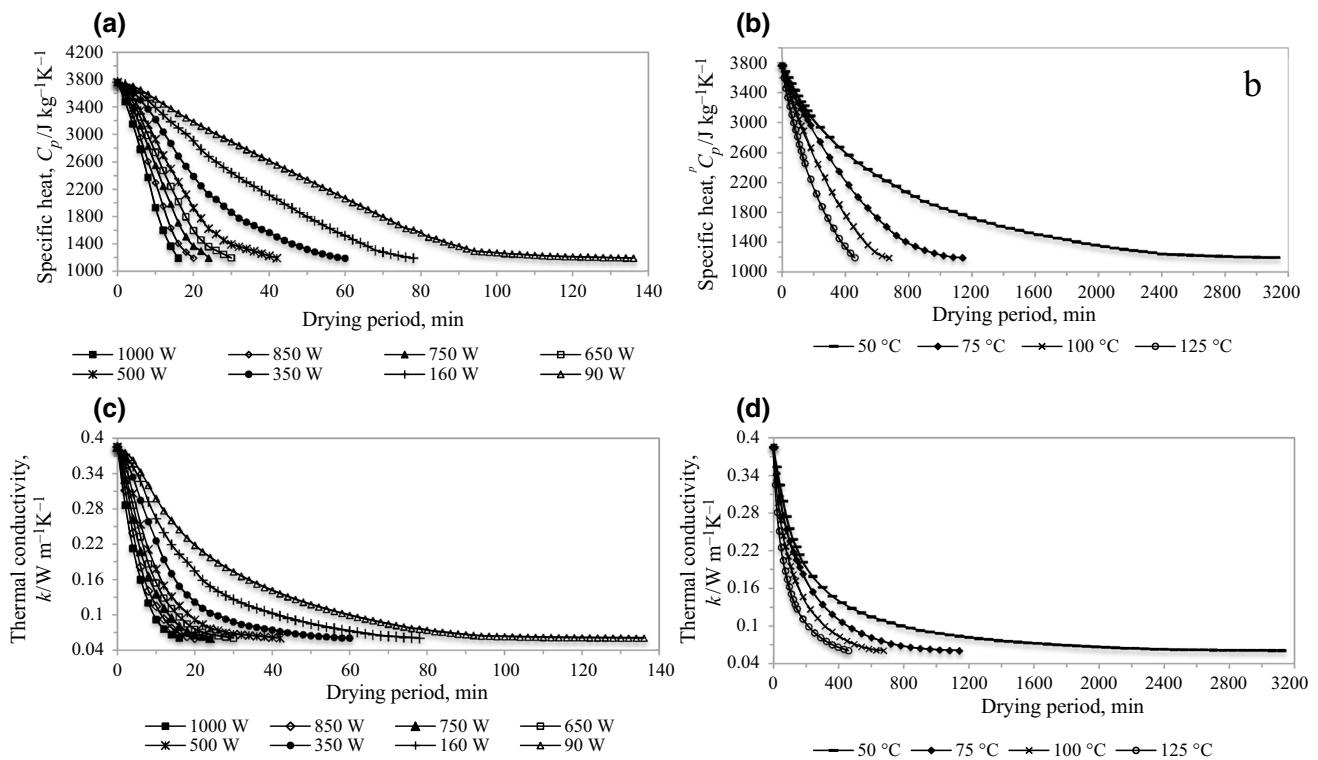 (a)
Specific heat, Cp/J kg–1K–1
4200
3800
3400
3000
2600
2200
1800
1400
1000
0 20 40 60 80 100 120 140
Drying period, min
1000 W 850 W 750 W 650 W
500 W 350 W 160 W 90 W
(b)
b
Specific heat, p Cp/J kg–1K–1
3800
3400
3000
2600
2200
1800
1400
1000
0 400 800 1200 1600 2000 2400 2800 3200
Drying period, min
50 °C 75 °C 100 °C 125 °C
(c)
Thermal conductivity,
k/W m–1K–1
0.4
0.34
0.28
0.22
0.16
0.1
0.04
0 20 40 60 80 100 120 140
Drying period, min
1000 W 850 W 750 W 650 W
500 W 350 W 160 W 90 W
(d)
Thermal conductivity,
k/W m–1K–1
0.4
0.34
0.28
0.22
0.16
0.1
0.04
0 400 800 1200 1600 2000 2400 2800 3200
Drying period, min
50 °C 75 °C 100 °C 125 °C